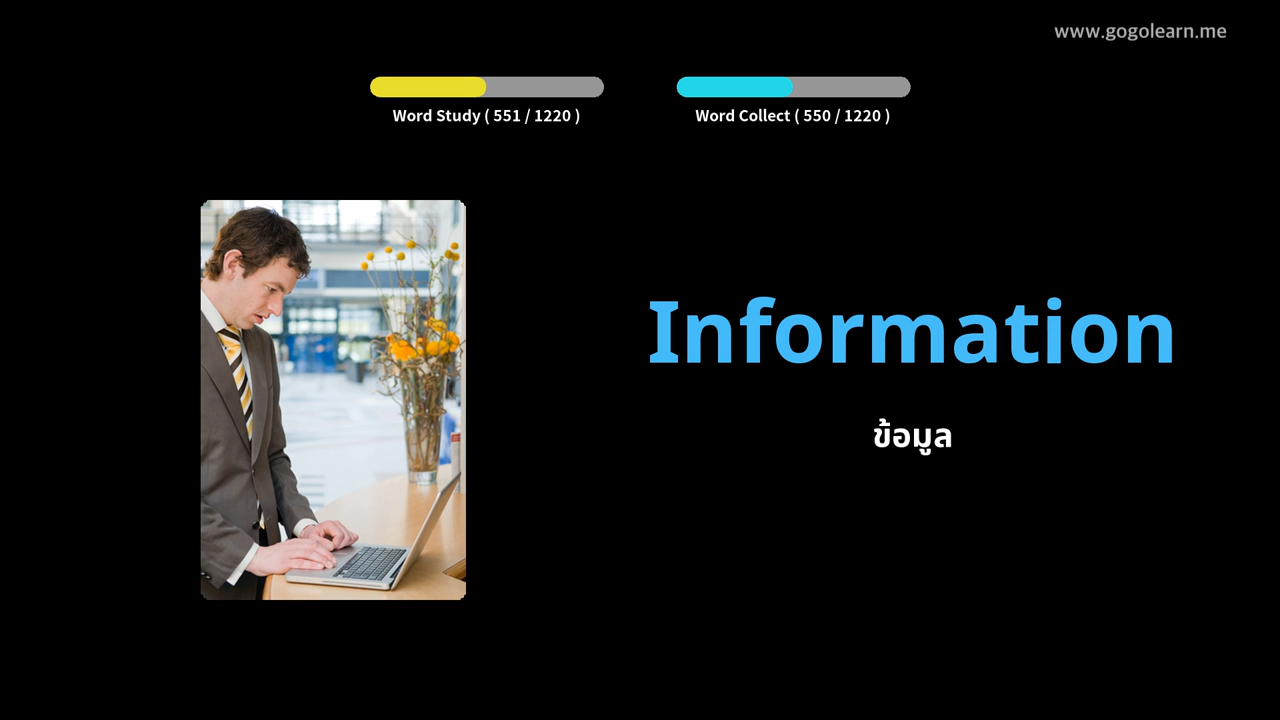 www.gogolearn.me
Word Study ( 551 / 1220 )
Word Collect ( 550 / 1220 )
Information
ข้อมูล